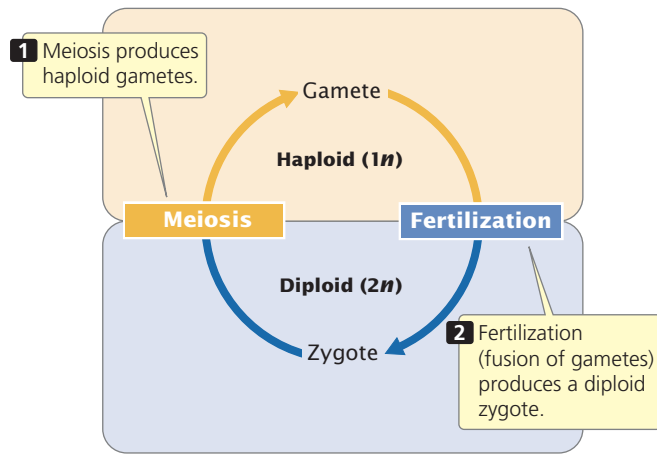 1 Meiosis produces
haploid gametes.
Gamete
Haploid (1n)
Meiosis
Fertilization
Diploid (2n)
Zygote
2 Fertilization
(fusion of gametes)
produces a diploid
zygote.